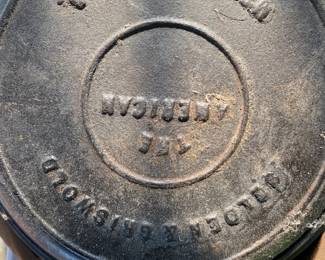 SELDEN & GRISWOLD
THE
AMERICAN